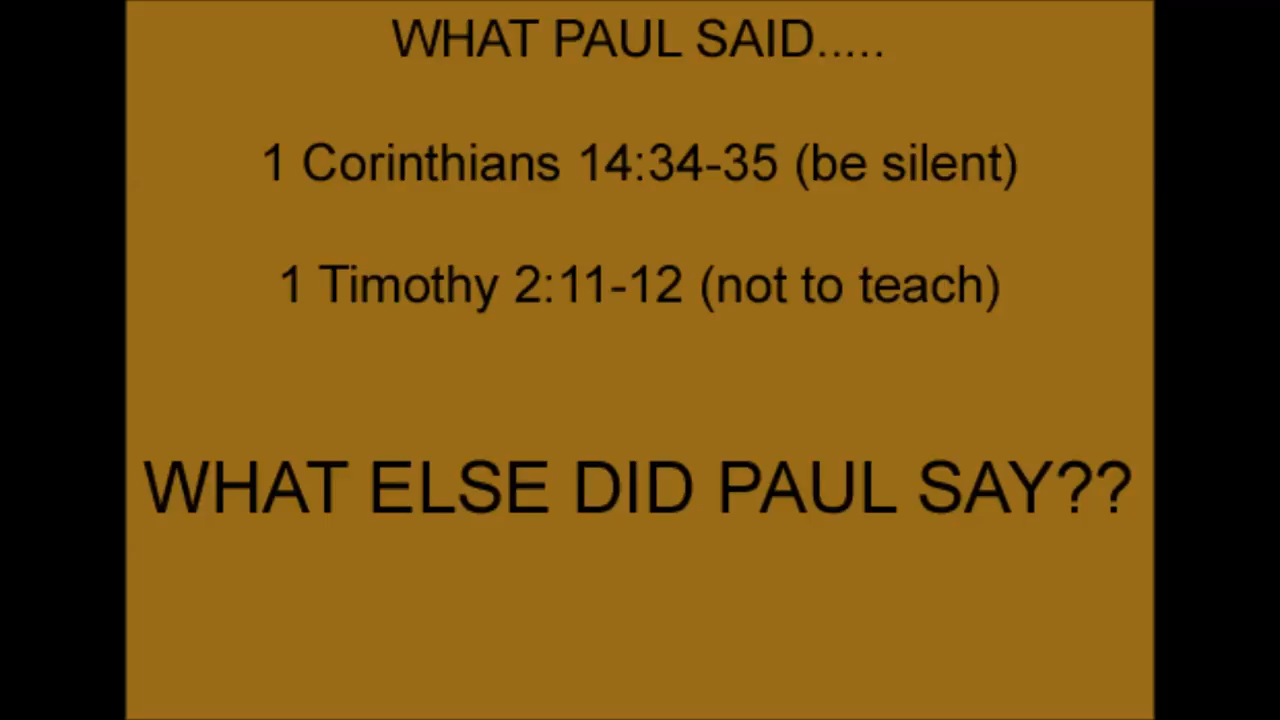 WHAT PAUL SAID.....
1 Corinthians 14:34-35 (be silent)
1 Timothy 2:11-12 (not to teach)
WHAT ELSE DID PAUL SAY??